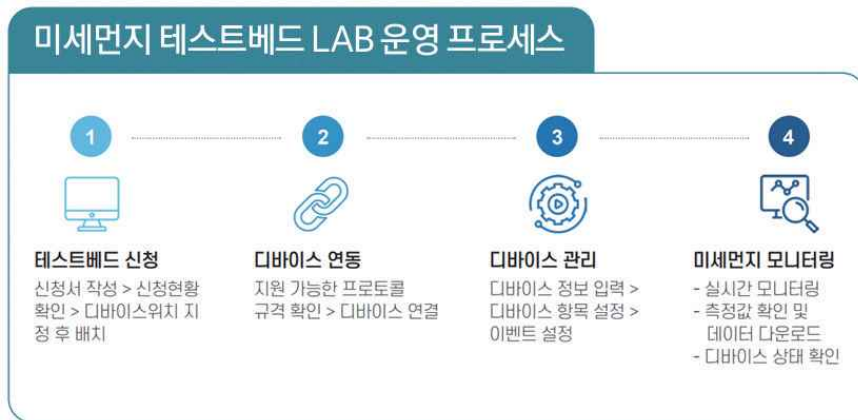 미세먼지 테스트베드 LAB 운영 프로세스
1
2
3
4
테스트베드 신청
신청서 작성 > 신청현황
확인 > 디바이스위치 지
정 후 배치
디바이스 연동
지원 가능한 프로토콜
규격 확인 > 디바이스 연결
디바이스 관리
디바이스 정보 입력 >
디바이스 항목 설정 >
이벤트 설정
미세먼지 모니터링
- 실시간 모니터링
- 측정값 확인 및
데이터 다운로드
- 디바이스 상태 확인